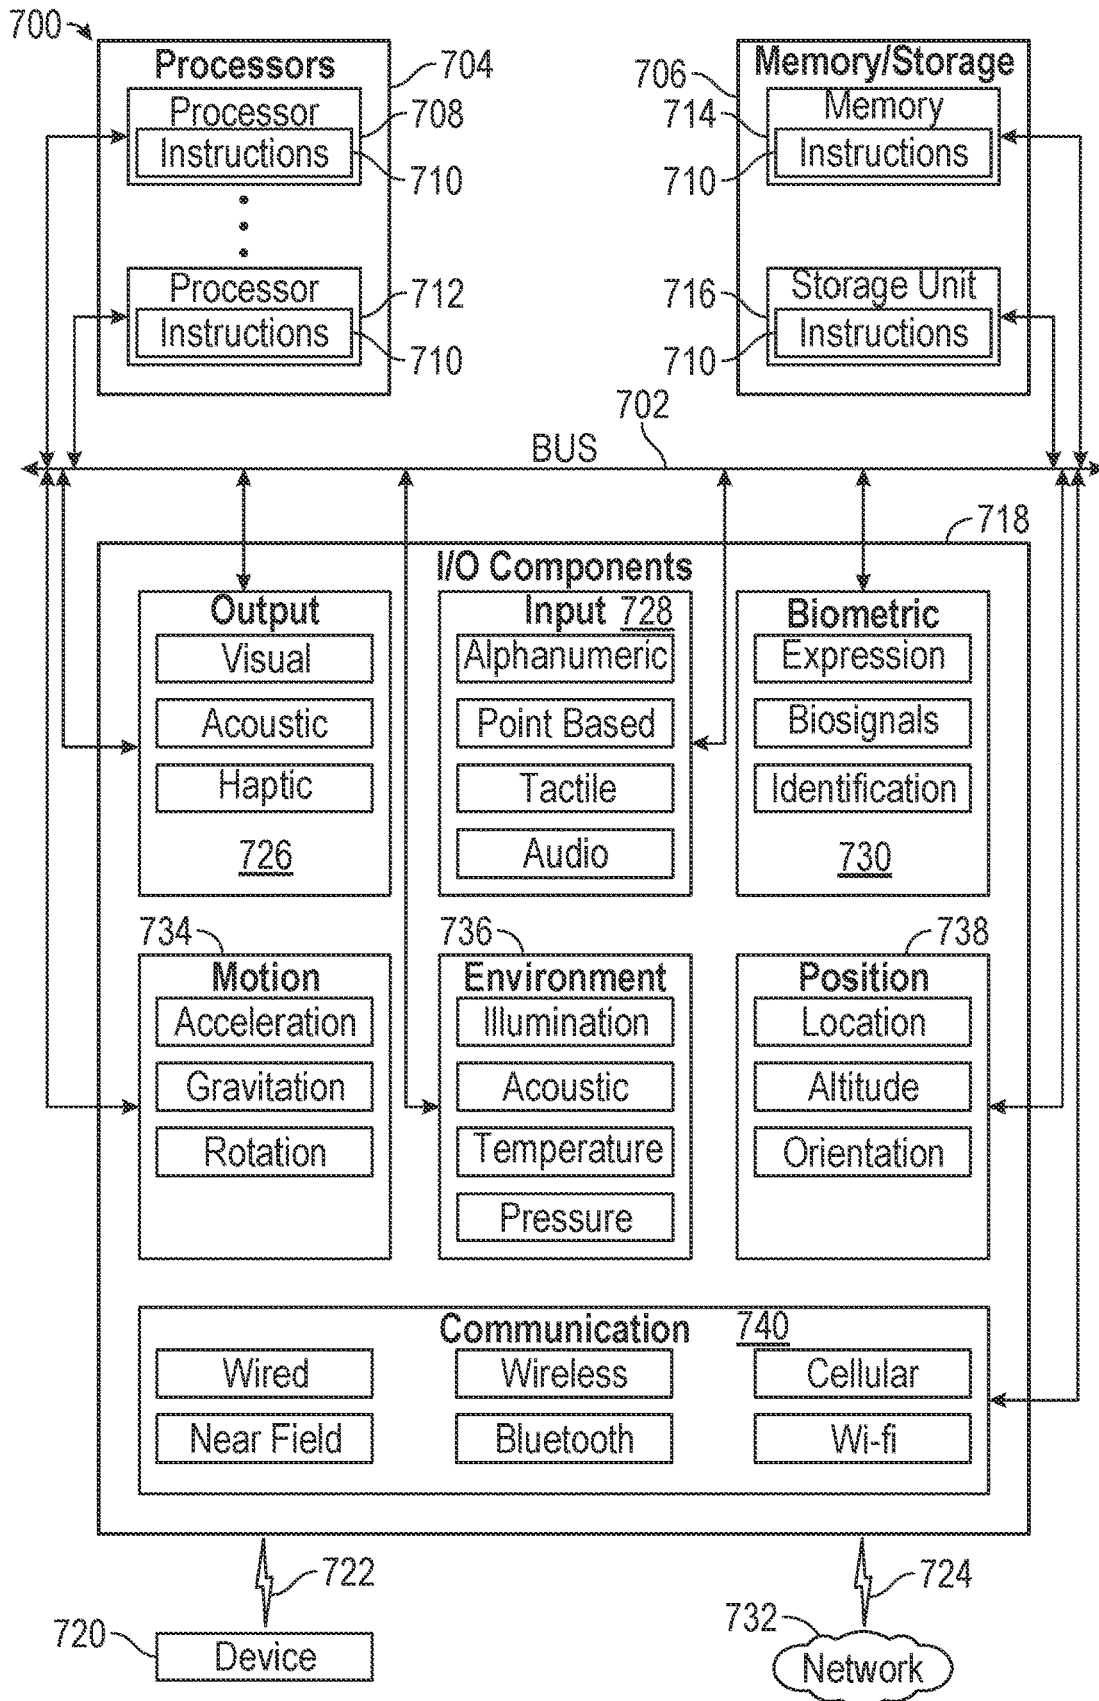 700
Processors
704
Memory/Storage
706
Processor
708
Instructions
710
Memory
714
Instructions
710
Processor
712
Instructions
710
Storage Unit
716
Instructions
710
702
BUS
718
I/O Components
Output
Visual
Acoustic
Haptic
726
Input 728
Alphanumeric
Point Based
Tactile
Audio
Biometric
Expression
Biosignals
Identification
730
734
Motion
Acceleration
Gravitation
Rotation
736
Environment
Illumination
Acoustic
Temperature
Pressure
738
Position
Location
Altitude
Orientation
Communication 740
Wired
Wireless
Cellular
Near Field
Bluetooth
Wi-fi
722
724
720
Device
732
Network